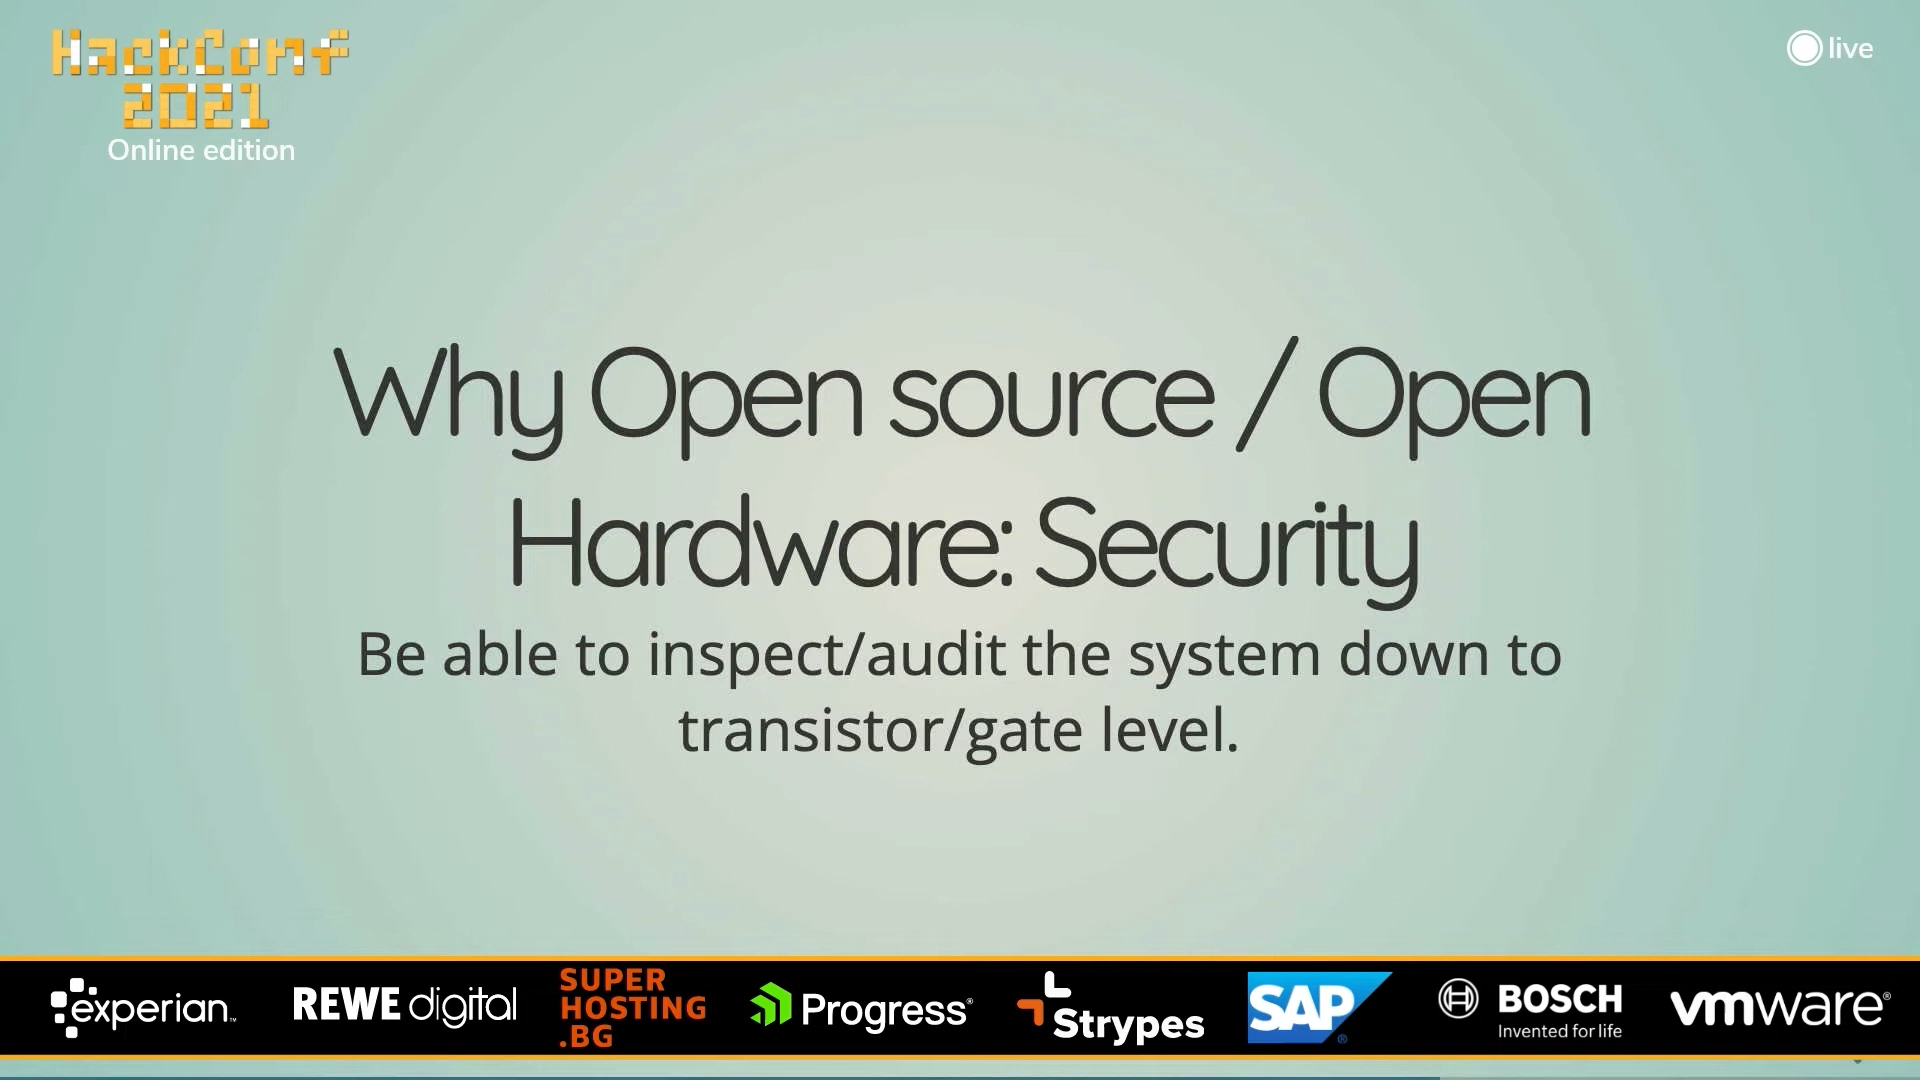 HackConf
2021
Online edition
live
Why Open source / Open
Hardware: Security
Be able to inspect/audit the system down to
transistor/gate level.
experian™
REWE digital
SUPER
HOSTING
.BG
Progress®
Strypes
SAP®
BOSCH
Invented for life
vmware®